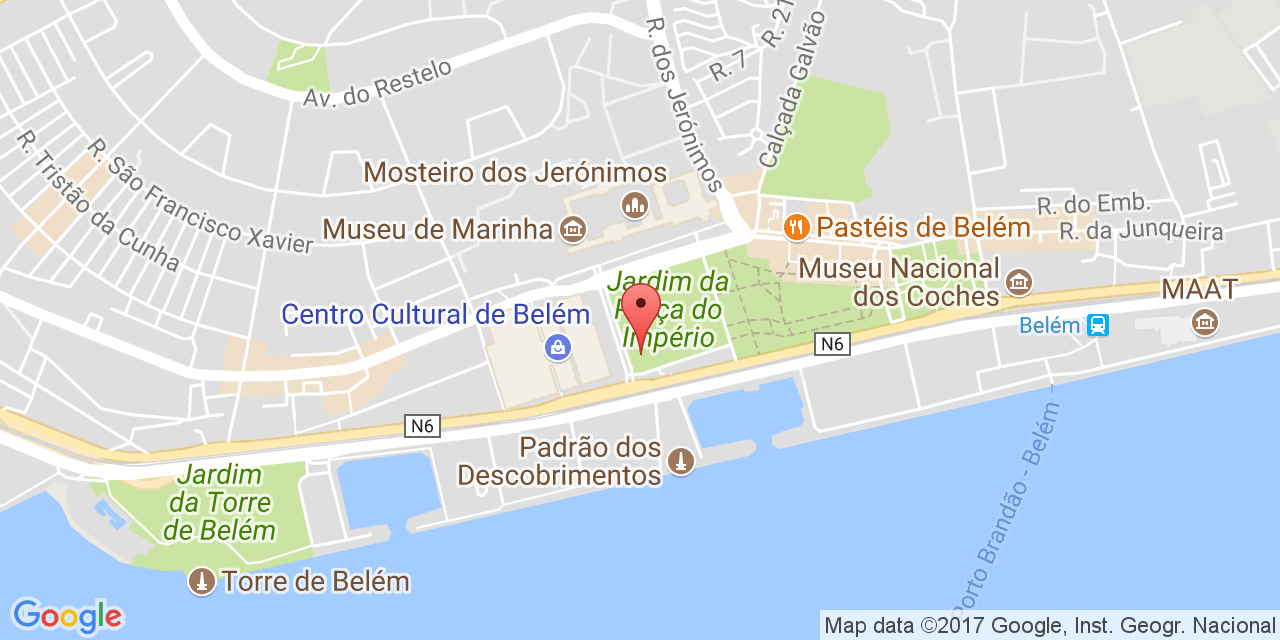 R. 21
Calçada Galvão
R. 7
R. dos Jerónimos
Av. do Restelo
R. São Francisco Xavier
R. Tristão da Cunha
Mosteiro dos Jerónimos
Museu de Marinha
Pastéis de Belém
R. do Emb.
R. da Junqueira
Museu Nacional
dos Coches
MAAT
Belém
Jardim da
do
Império
Centro Cultural de Belém
N6
N6
Padrão dos
Descobrimentos
Jardim
da Torre
de Belém
Torre de Belém
Porto Brandão - Belém
Google
Map data ©2017 Google, Inst. Geogr. Nacional